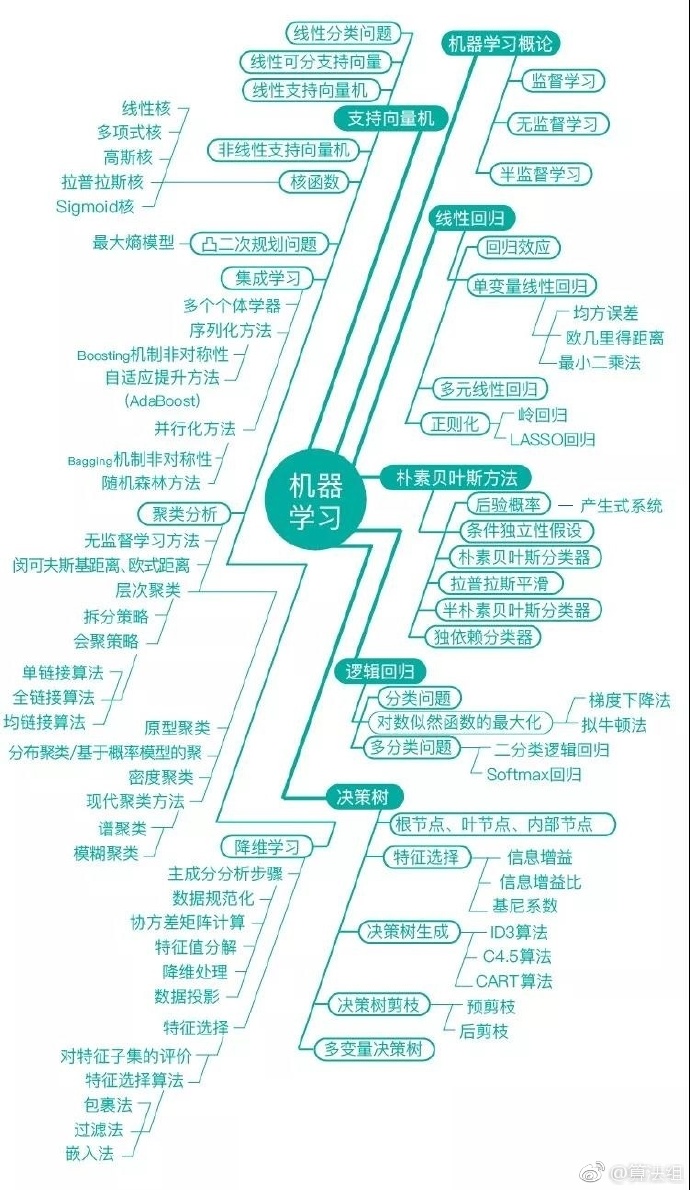 线性分类问题
线性可分支持向量
线性支持向量机
支持向量机
非线性支持向量机
核函数
线性核
多项式核
高斯核
拉普拉斯核
Sigmoid核
凸二次规划问题
最大熵模型
集成学习
多个个体学器
序列化方法
Boosting机制非对称性
自适应提升方法
(AdaBoost)
并行化方法
Bagging机制非对称性
随机森林方法
聚类分析
无监督学习方法
闵可夫斯基距离、欧式距离
层次聚类
拆分策略
会聚策略
单链接算法
全链接算法
均链接算法
原型聚类
分布聚类/基于概率模型的聚
密度聚类
现代聚类方法
谱聚类
模糊聚类
降维学习
主成分分析步骤
数据规范化
协方差矩阵计算
特征值分解
降维处理
数据投影
特征选择
对特征子集的评价
特征选择算法
包裹法
过滤法
嵌入法
机器
学习
机器学习概论
监督学习
无监督学习
半监督学习
线性回归
回归效应
单变量线性回归
均方误差
欧几里得距离
最小二乘法
多元线性回归
正则化
岭回归
LASSO回归
朴素贝叶斯方法
后验概率
产生式系统
条件独立性假设
朴素贝叶斯分类器
拉普拉斯平滑
半朴素贝叶斯分类器
独依赖分类器
逻辑回归
分类问题
对数似然函数的最大化
梯度下降法
拟牛顿法
多分类问题
二分类逻辑回归
Softmax回归
决策树
根节点、叶节点、内部节点
特征选择
信息增益
信息增益比
基尼系数
决策树生成
ID3算法
C4.5算法
CART算法
决策树剪枝
预剪枝
后剪枝
多变量决策树
@算法组